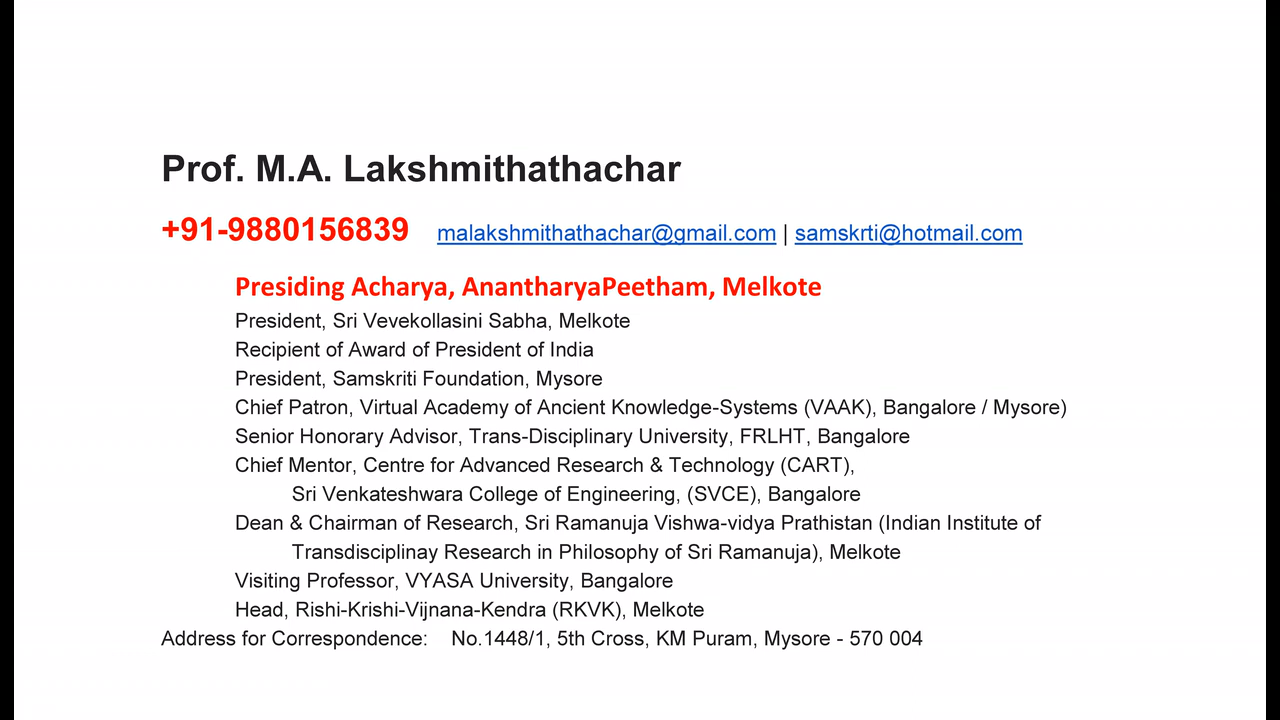 Prof. M.A. Lakshmithathachar
+91-9880156839 malakshmithathachar@gmail.com | samskrti@hotmail.com
Presiding Acharya, AnantharyaPeetham, Melkote
President, Sri Vevekollasini Sabha, Melkote
Recipient of Award of President of India
President, Samskriti Foundation, Mysore
Chief Patron, Virtual Academy of Ancient Knowledge-Systems (VAAK), Bangalore / Mysore)
Senior Honorary Advisor, Trans-Disciplinary University, FRLHT, Bangalore
Chief Mentor, Centre for Advanced Research & Technology (CART),
Sri Venkateshwara College of Engineering, (SVCE), Bangalore
Dean & Chairman of Research, Sri Ramanuja Vishwa-vidya Prathistan (Indian Institute of
Transdisciplinay Research in Philosophy of Sri Ramanuja), Melkote
Visiting Professor, VYASA University, Bangalore
Head, Rishi-Krishi-Vijnana-Kendra (RKVK), Melkote
Address for Correspondence: No.1448/1, 5th Cross, KM Puram, Mysore - 570 004